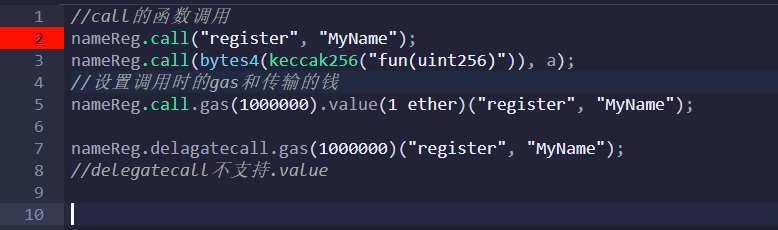 1 //call的函数调用
2 nameReg.call("register", "MyName");
3 nameReg.call(bytes4(keccak256("fun(uint256)")), a);
4 //设置调用时的gas和传输的钱
5 nameReg.call.gas(1000000).value(1 ether)("register", "MyName");
6
7 nameReg.delagatecall.gas(1000000)("register", "MyName");
8 //delegatecall不支持.value
9
10